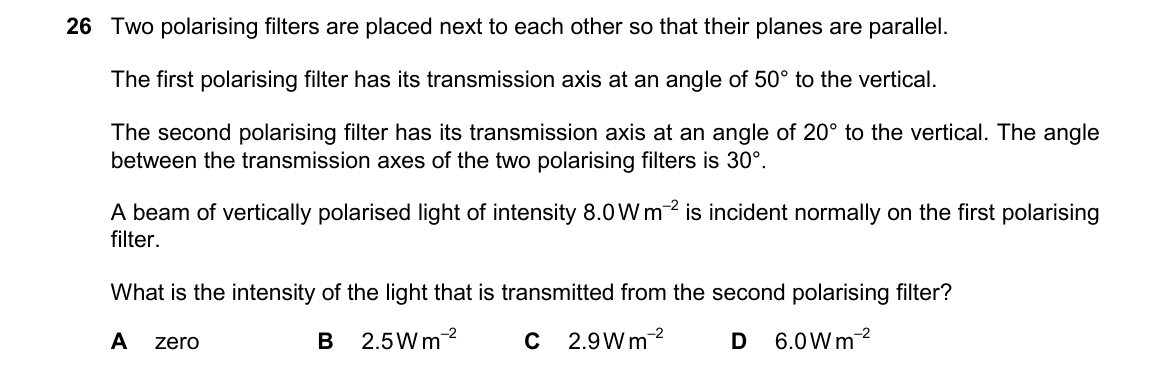 26 Two polarising filters are placed next to each other so that their planes are parallel.
The first polarising filter has its transmission axis at an angle of 50° to the vertical.
The second polarising filter has its transmission axis at an angle of 20° to the vertical. The angle
between the transmission axes of the two polarising filters is 30°.
A beam of vertically polarised light of intensity 8.0 W m⁻² is incident normally on the first polarising
filter.
What is the intensity of the light that is transmitted from the second polarising filter?
A zero B 2.5 W m⁻² C 2.9 W m⁻² D 6.0 W m⁻²